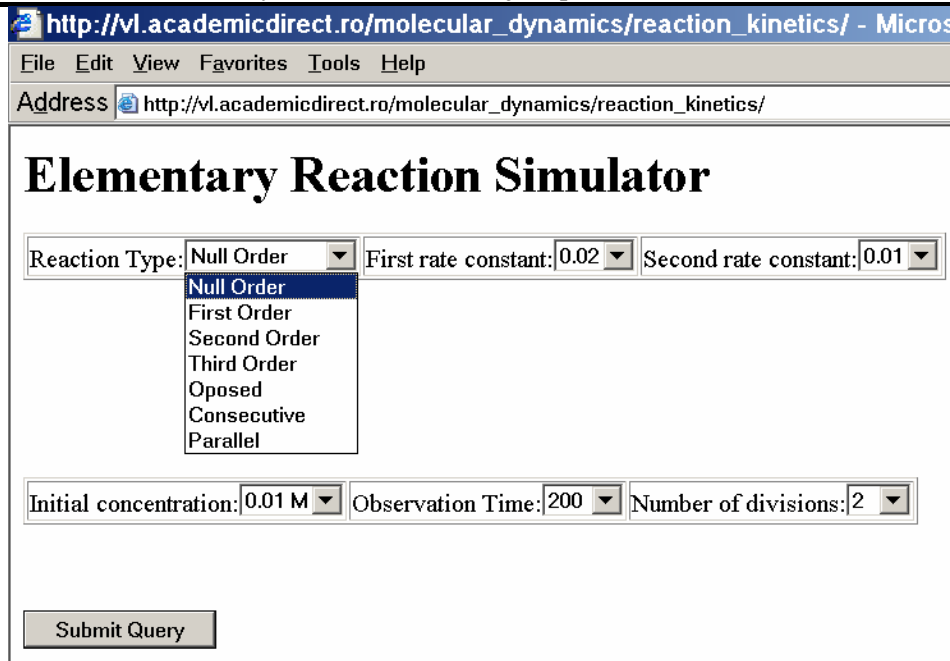 http://vl.academicdirect.ro/molecular_dynamics/reaction_kinetics/ - Micros
File Edit View Favorites Tools Help
Address http://vl.academicdirect.ro/molecular_dynamics/reaction_kinetics/
Elementary Reaction Simulator
Reaction Type: Null Order First rate constant: 0.02 Second rate constant: 0.01
Null Order
First Order
Second Order
Third Order
Oposed
Consecutive
Parallel
Initial concentration: 0.01 M Observation Time: 200 Number of divisions: 2
Submit Query